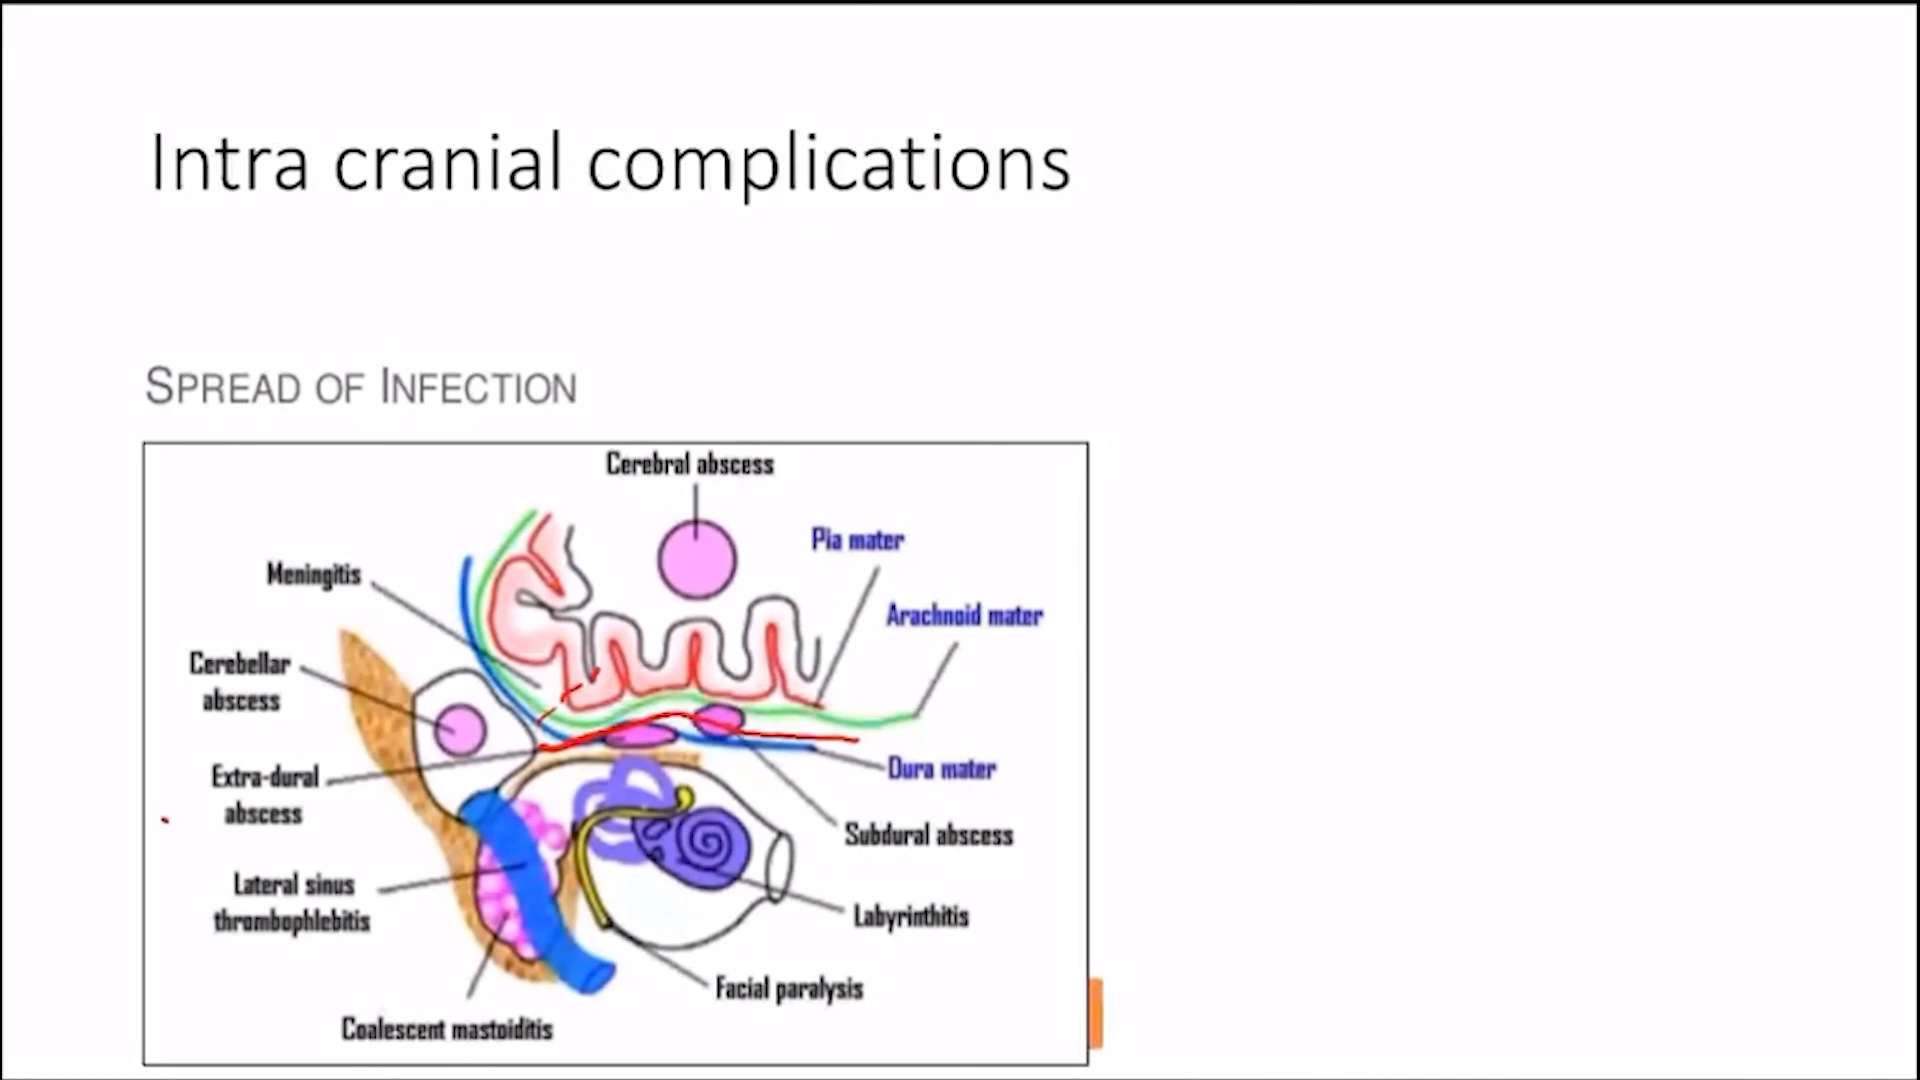 Intra cranial complications
SPREAD OF INFECTION
Cerebral abscess
Pia mater
Meningitis
Arachnoid mater
Cerebellar
abscess
Dura mater
Extra-dural
abscess
Subdural abscess
Lateral sinus
thrombophlebitis
Labyrinthitis
Facial paralysis
Coalescent mastoiditis